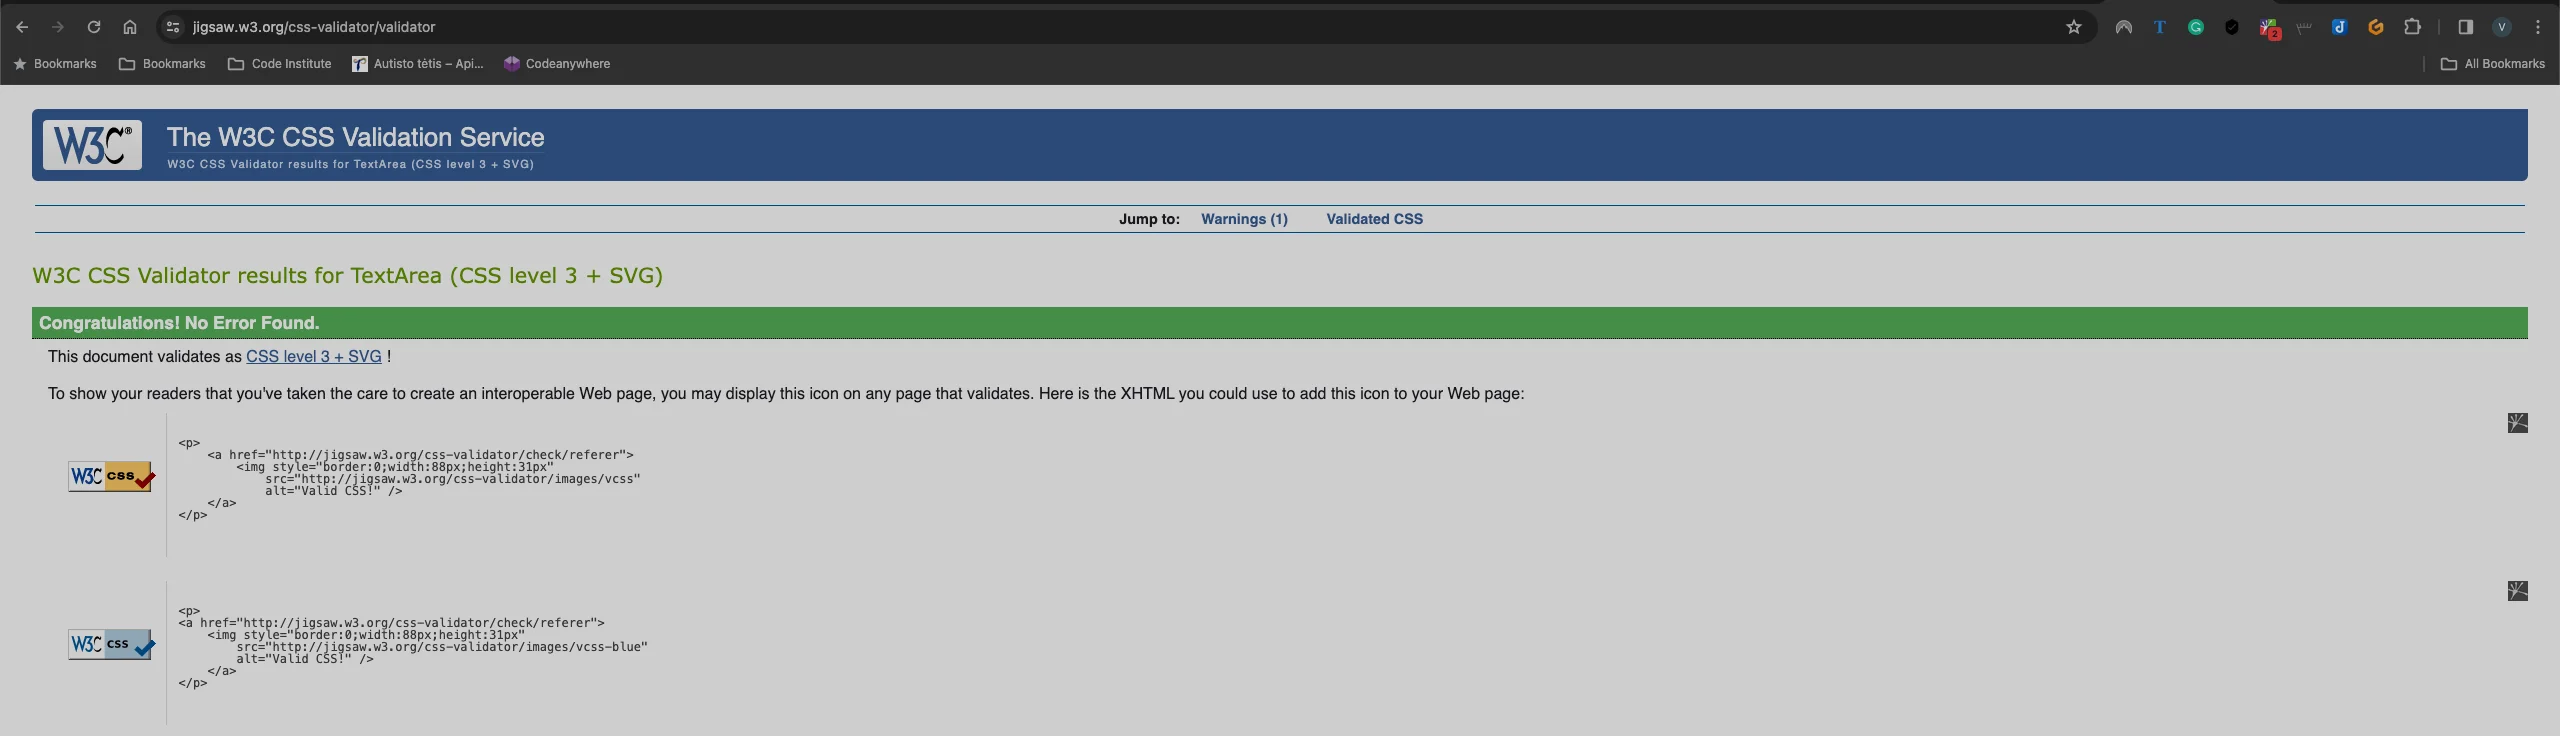 jigsaw.w3.org/css-validator/validator
2
V
Bookmarks
Bookmarks
Code Institute
Autisto tėtis – Api...
Codeanywhere
All Bookmarks
W3C®
The W3C CSS Validation Service
W3C CSS Validator results for TextArea (CSS level 3 + SVG)
Jump to: Warnings (1) Validated CSS
W3C CSS Validator results for TextArea (CSS level 3 + SVG)
Congratulations! No Error Found.
This document validates as CSS level 3 + SVG !
To show your readers that you've taken the care to create an interoperable Web page, you may display this icon on any page that validates. Here is the XHTML you could use to add this icon to your Web page:
W3C css
<p>
<a href="http://jigsaw.w3.org/css-validator/check/referer">
<img style="border:0;width:88px;height:31px"
src="http://jigsaw.w3.org/css-validator/images/vcss"
alt="Valid CSS!" />
</a>
</p>
W3C css
<p>
<a href="http://jigsaw.w3.org/css-validator/check/referer">
<img style="border:0;width:88px;height:31px"
src="http://jigsaw.w3.org/css-validator/images/vcss-blue"
alt="Valid CSS!" />
</a>
</p>